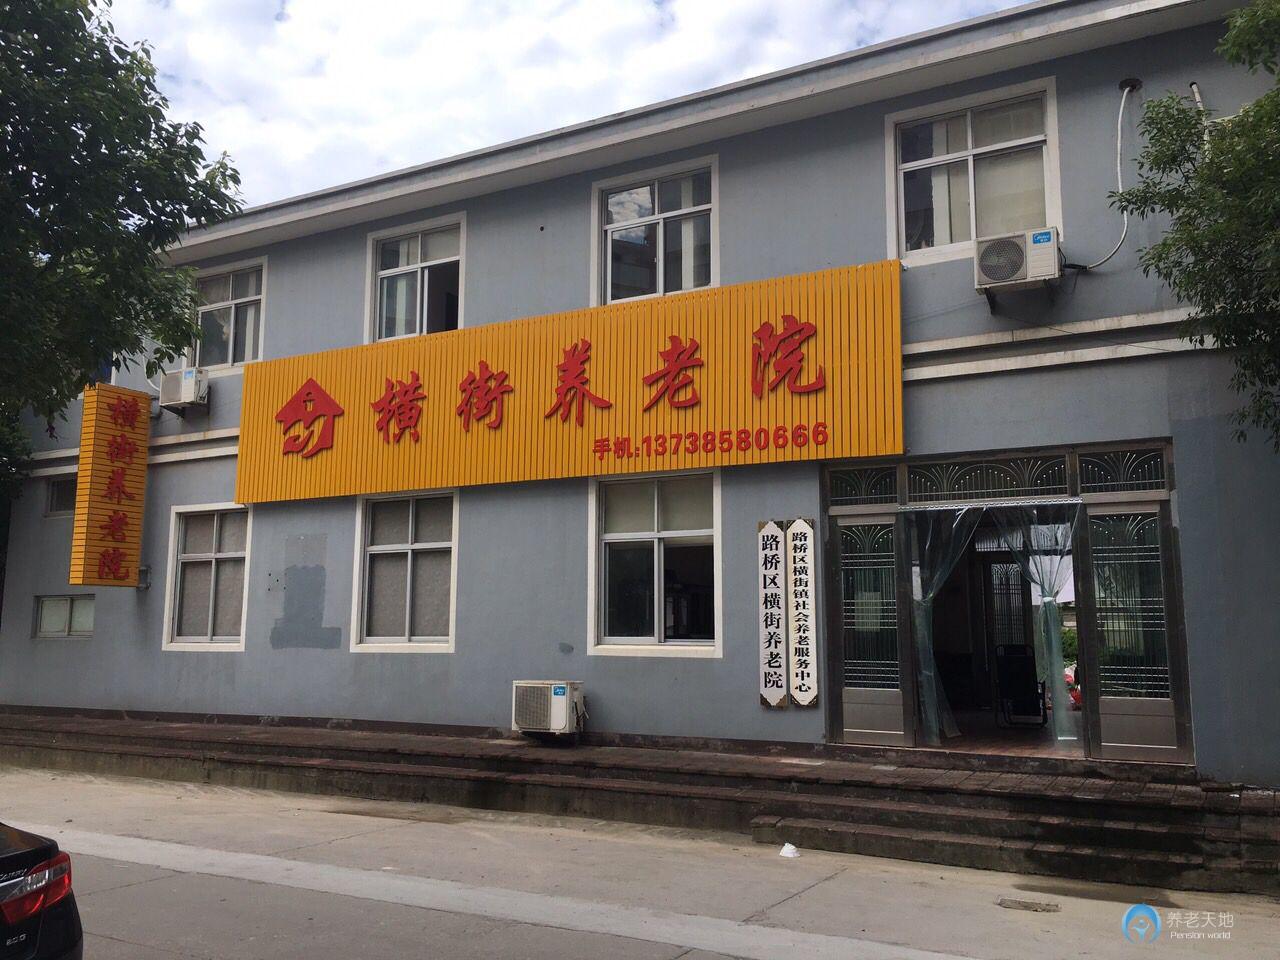 横街养老院
手机:13738580666
横街养老院
路桥区横街养老院
路桥区横街镇社会养老服务中心
养老天地
Pension world